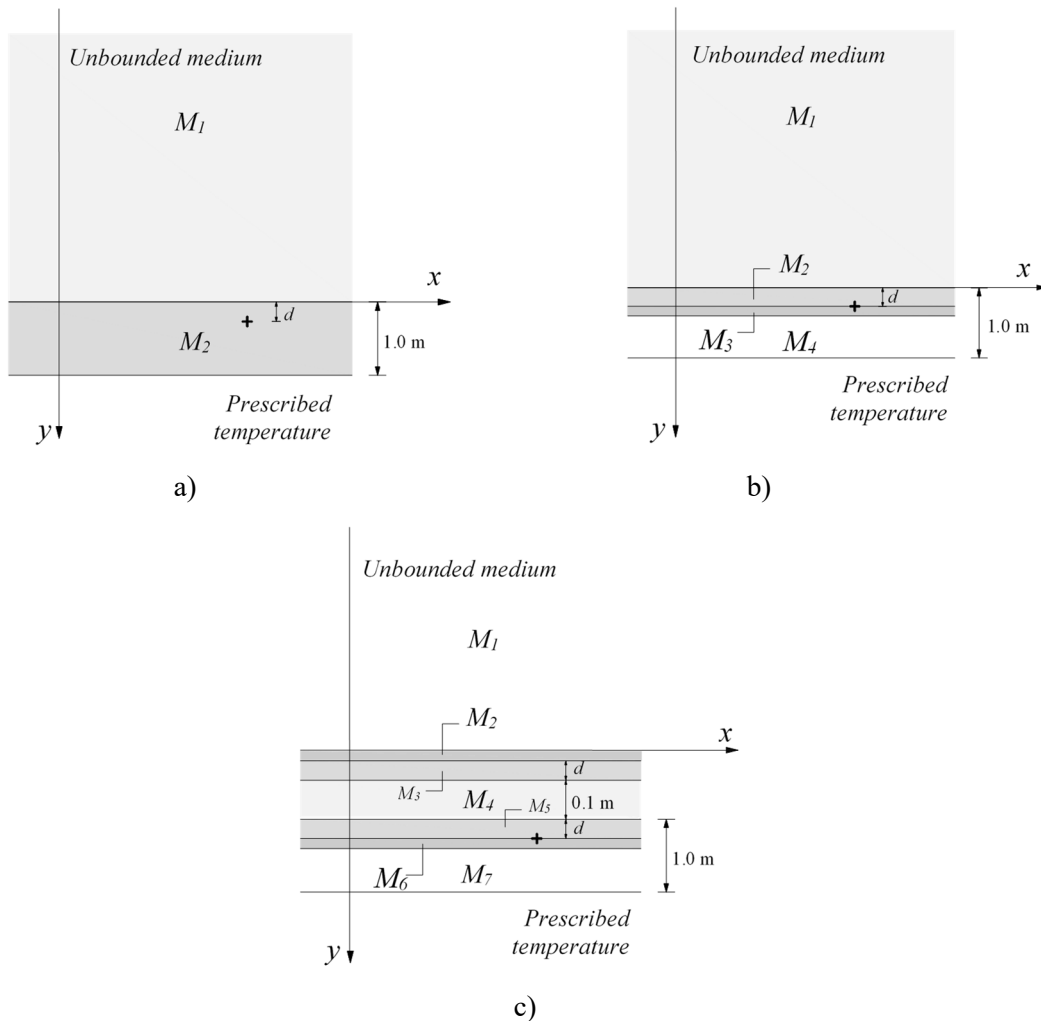 Unbounded medium
M1
x
d
M2
1.0 m
Prescribed
temperature
y
a)
Unbounded medium
M1
M2
x
d
M3
M4
1.0 m
Prescribed
temperature
y
b)
Unbounded medium
M1
M2
x
d
M3
M4
M5
0.1 m
d
1.0 m
M6
M7
Prescribed
temperature
y
c)